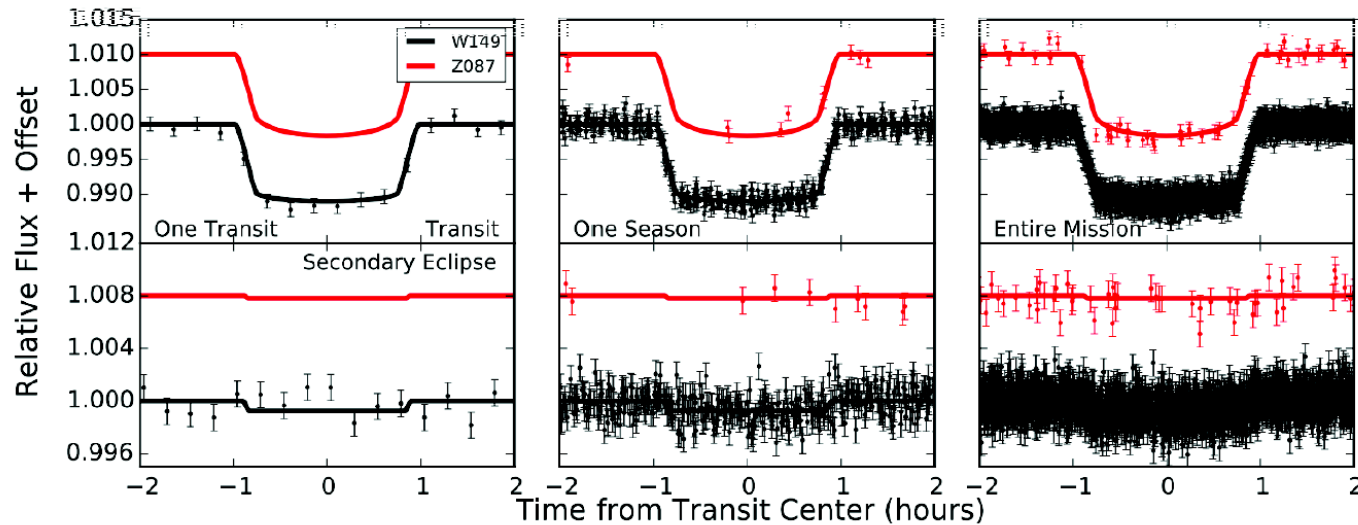 Relative Flux + Offset
1.015
1.010
1.005
1.000
0.995
0.990
W149
Z087
One Transit
Transit
One Season
Entire Mission
1.012
1.008
1.004
1.000
0.996
Secondary Eclipse
−2 −1 0 1 2
−2 −1 0 1 2
−2 −1 0 1 2
Time from Transit Center (hours)